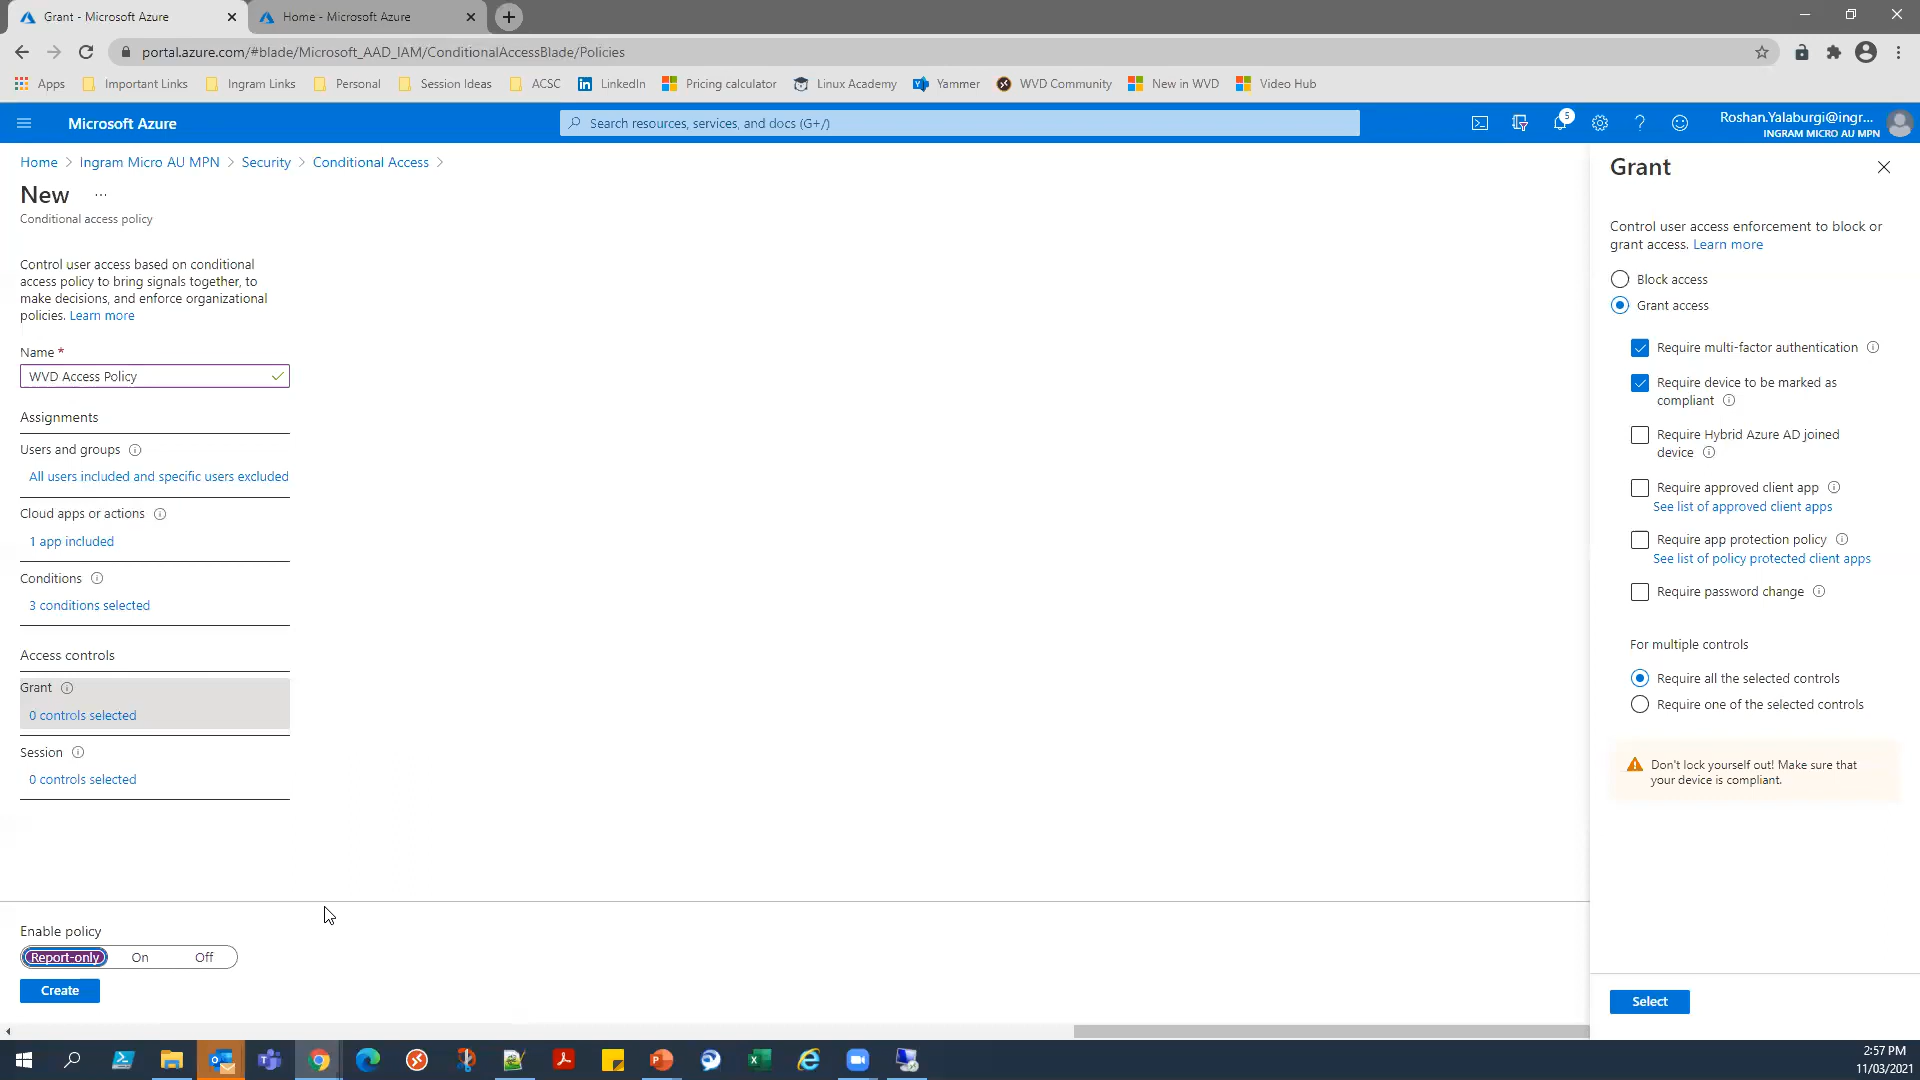 Grant - Microsoft Azure
Home - Microsoft Azure
portal.azure.com/#blade/Microsoft_AAD_IAM/ConditionalAccessBlade/Policies
Apps Important Links Ingram Links Personal Session Ideas ACSC LinkedIn Pricing calculator Linux Academy Yammer WVD Community New in WVD Video Hub
Microsoft Azure
Search resources, services, and docs (G+/)
5
Roshan.Yalaburgi@ingr...
INGRAM MICRO AU MPN
Home > Ingram Micro AU MPN > Security > Conditional Access >
New ...
Conditional access policy
Control user access based on conditional
access policy to bring signals together, to
make decisions, and enforce organizational
policies. Learn more
Name *
WVD Access Policy
Assignments
Users and groups
All users included and specific users excluded
Cloud apps or actions
1 app included
Conditions
3 conditions selected
Access controls
Grant
0 controls selected
Session
0 controls selected
Enable policy
Report-only On Off
Create
Grant
Control user access enforcement to block or
grant access. Learn more
Block access
Grant access
Require multi-factor authentication
Require device to be marked as
compliant
Require Hybrid Azure AD joined
device
Require approved client app
See list of approved client apps
Require app protection policy
See list of policy protected client apps
Require password change
For multiple controls
Require all the selected controls
Require one of the selected controls
Don't lock yourself out! Make sure that
your device is compliant.
Select
2:57 PM
11/03/2021